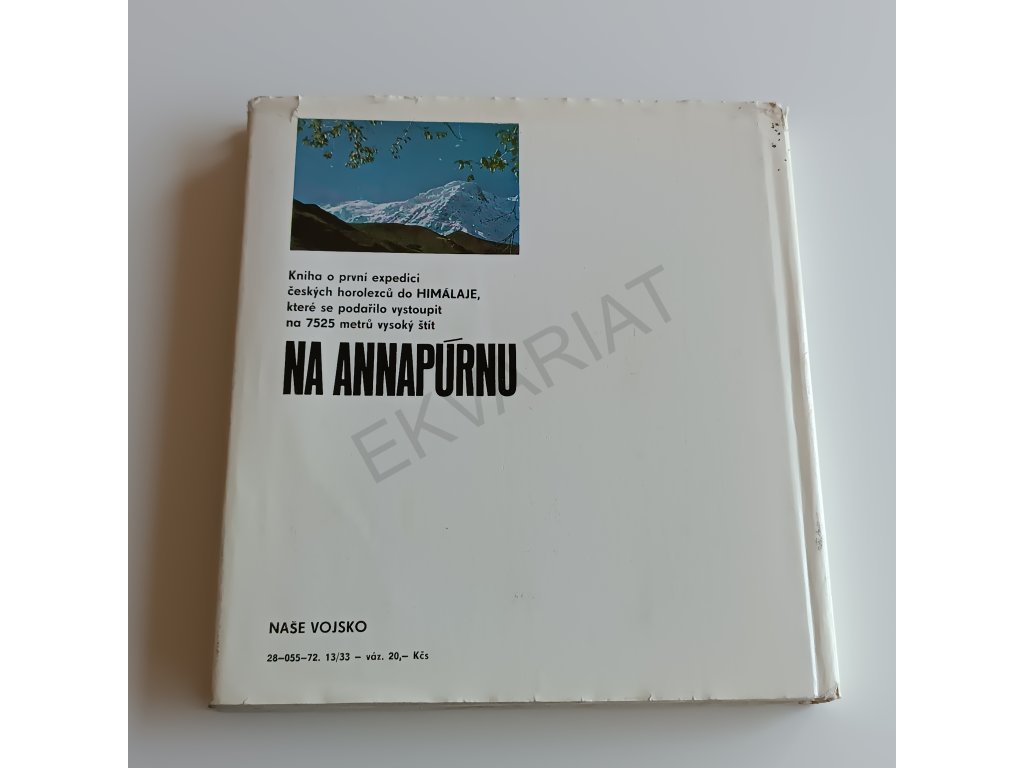 Kniha o první expedici
českých horolezců do HIMÁLAJE,
které se podařilo vystoupit
na 7525 metrů vysoký štít
NA ANNAPÚRNU
EKVARIAT
NAŠE VOJSKO
28–055–72. 13/33 – váz. 20,– Kčs